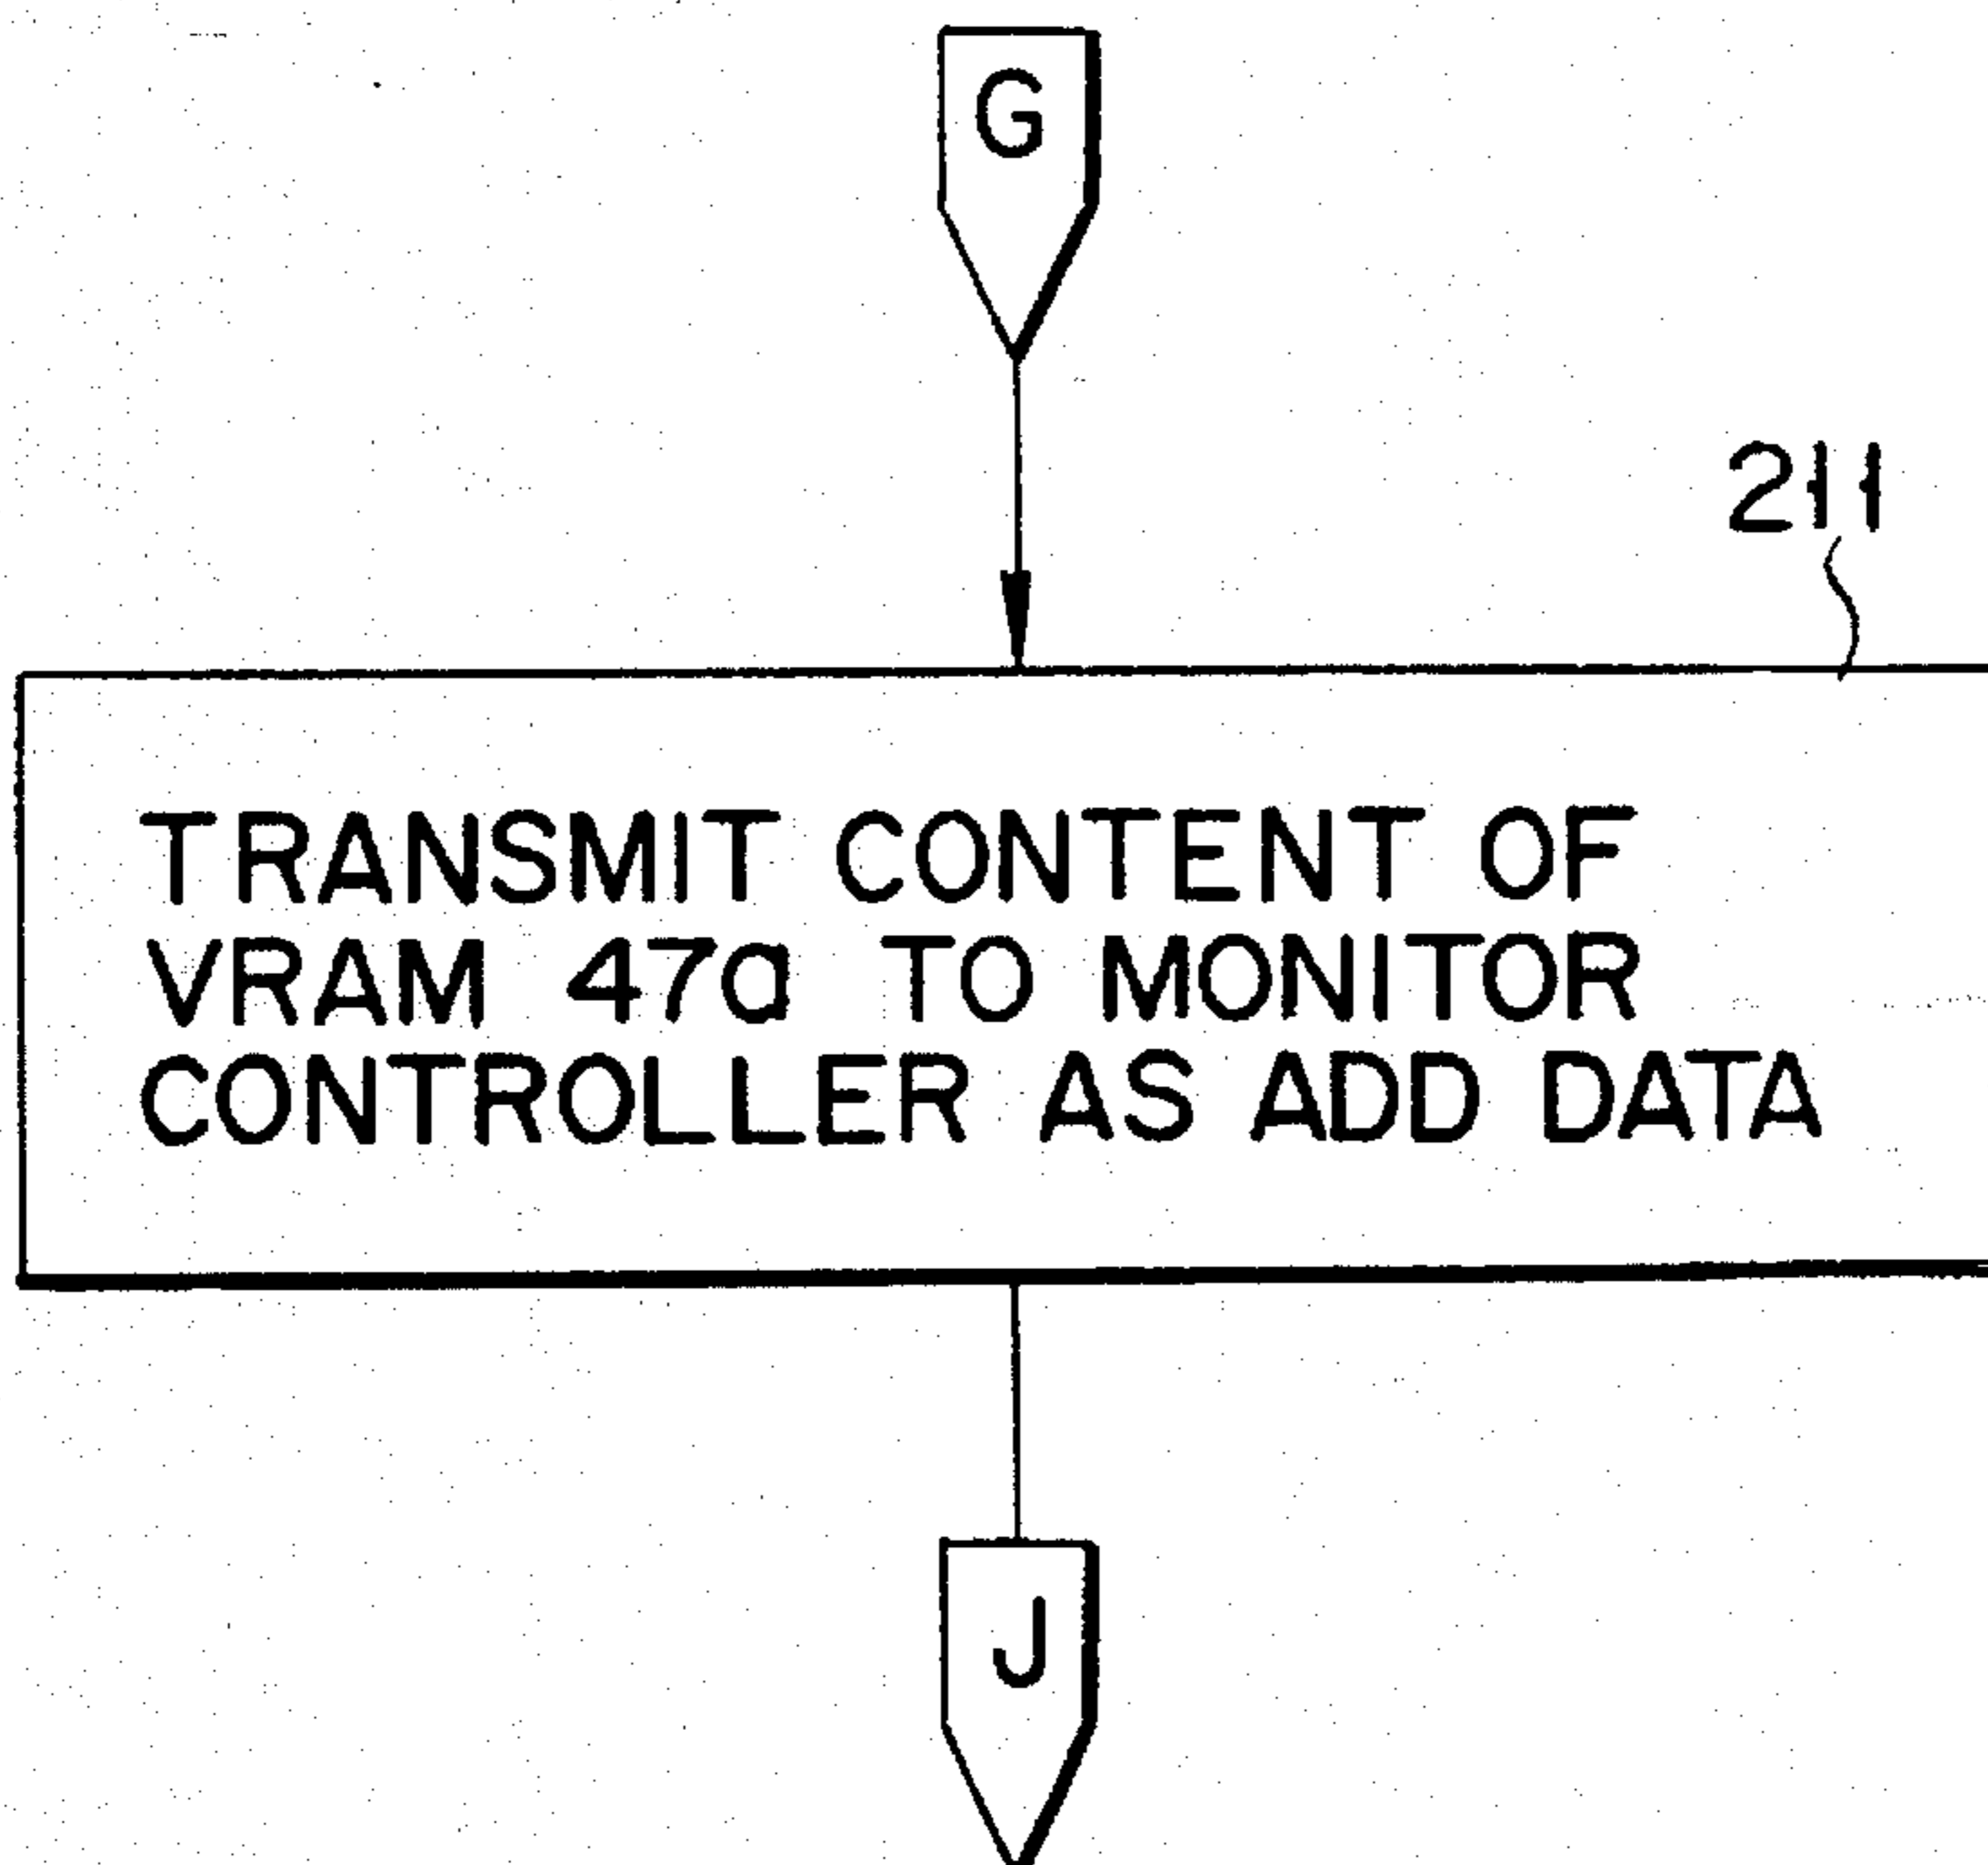 G
211
TRANSMIT CONTENT OF
VRAM 47a TO MONITOR
CONTROLLER AS ADD DATA
J